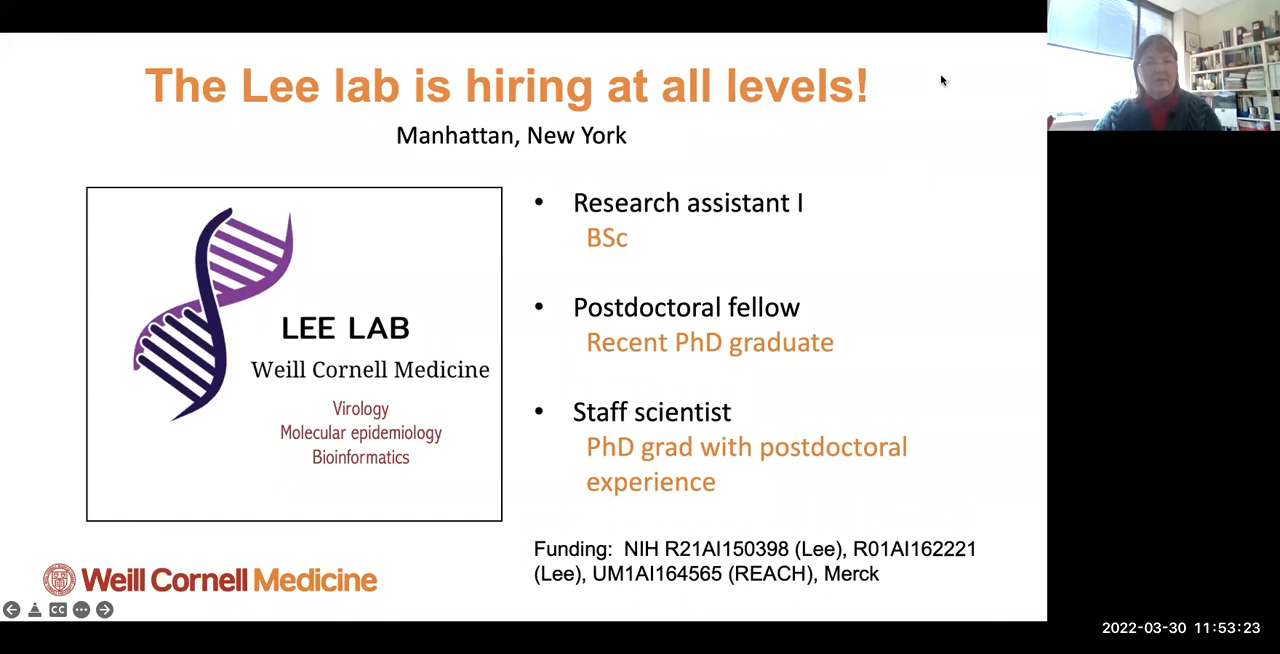 The Lee lab is hiring at all levels!
Manhattan, New York
LEE LAB
Weill Cornell Medicine
Virology
Molecular epidemiology
Bioinformatics
• Research assistant I
BSc
• Postdoctoral fellow
Recent PhD graduate
• Staff scientist
PhD grad with postdoctoral
experience
Funding: NIH R21AI150398 (Lee), R01AI162221
(Lee), UM1AI164565 (REACH), Merck
Weill Cornell Medicine
CC
2022-03-30 11:53:23